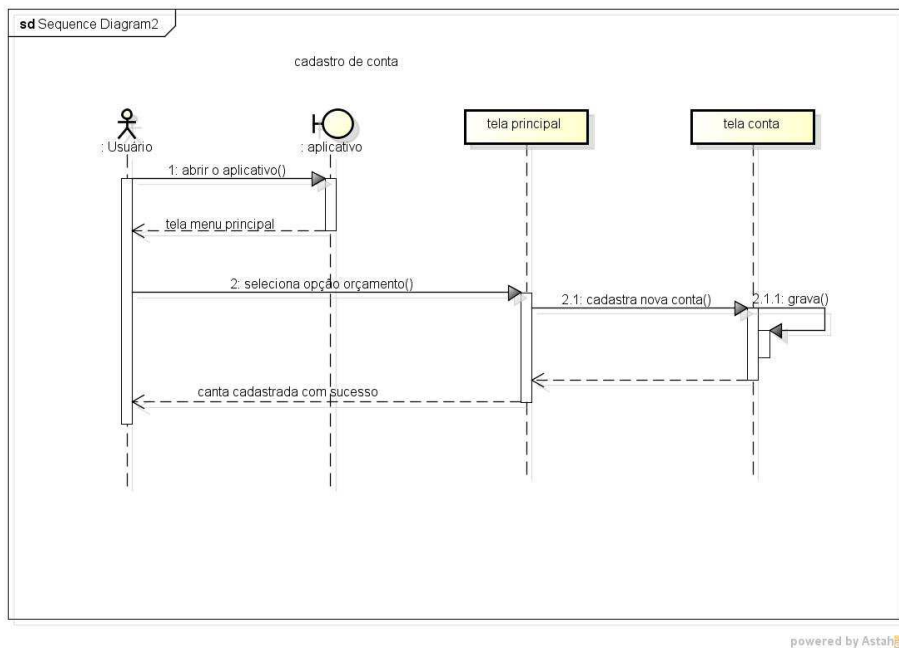 sd Sequence Diagram2
cadastro de conta
: Usuário
: aplicativo
tela principal
tela conta
1: abrir o aplicativo()
tela menu principal
2: seleciona opção orçamento()
2.1: cadastra nova conta()
2.1.1: grava()
canta cadastrada com sucesso
powered by Astah